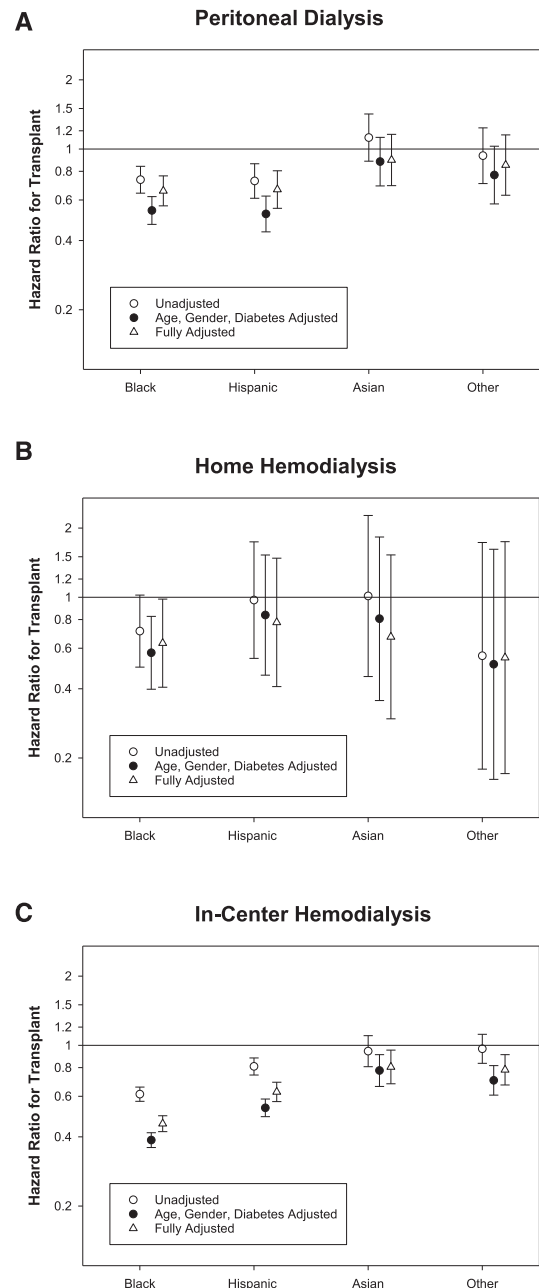 A
Peritoneal Dialysis
Hazard Ratio for Transplant
2
1.5
1.2
1
0.8
0.6
0.4
0.2
Unadjusted
Age, Gender, Diabetes Adjusted
Fully Adjusted
Black Hispanic Asian Other
B
Home Hemodialysis
Hazard Ratio for Transplant
2
1.5
1.2
1
0.8
0.6
0.4
0.2
Unadjusted
Age, Gender, Diabetes Adjusted
Fully Adjusted
Black Hispanic Asian Other
C
In-Center Hemodialysis
Hazard Ratio for Transplant
2
1.5
1.2
1
0.8
0.6
0.4
0.2
Unadjusted
Age, Gender, Diabetes Adjusted
Fully Adjusted
Black Hispanic Asian Other